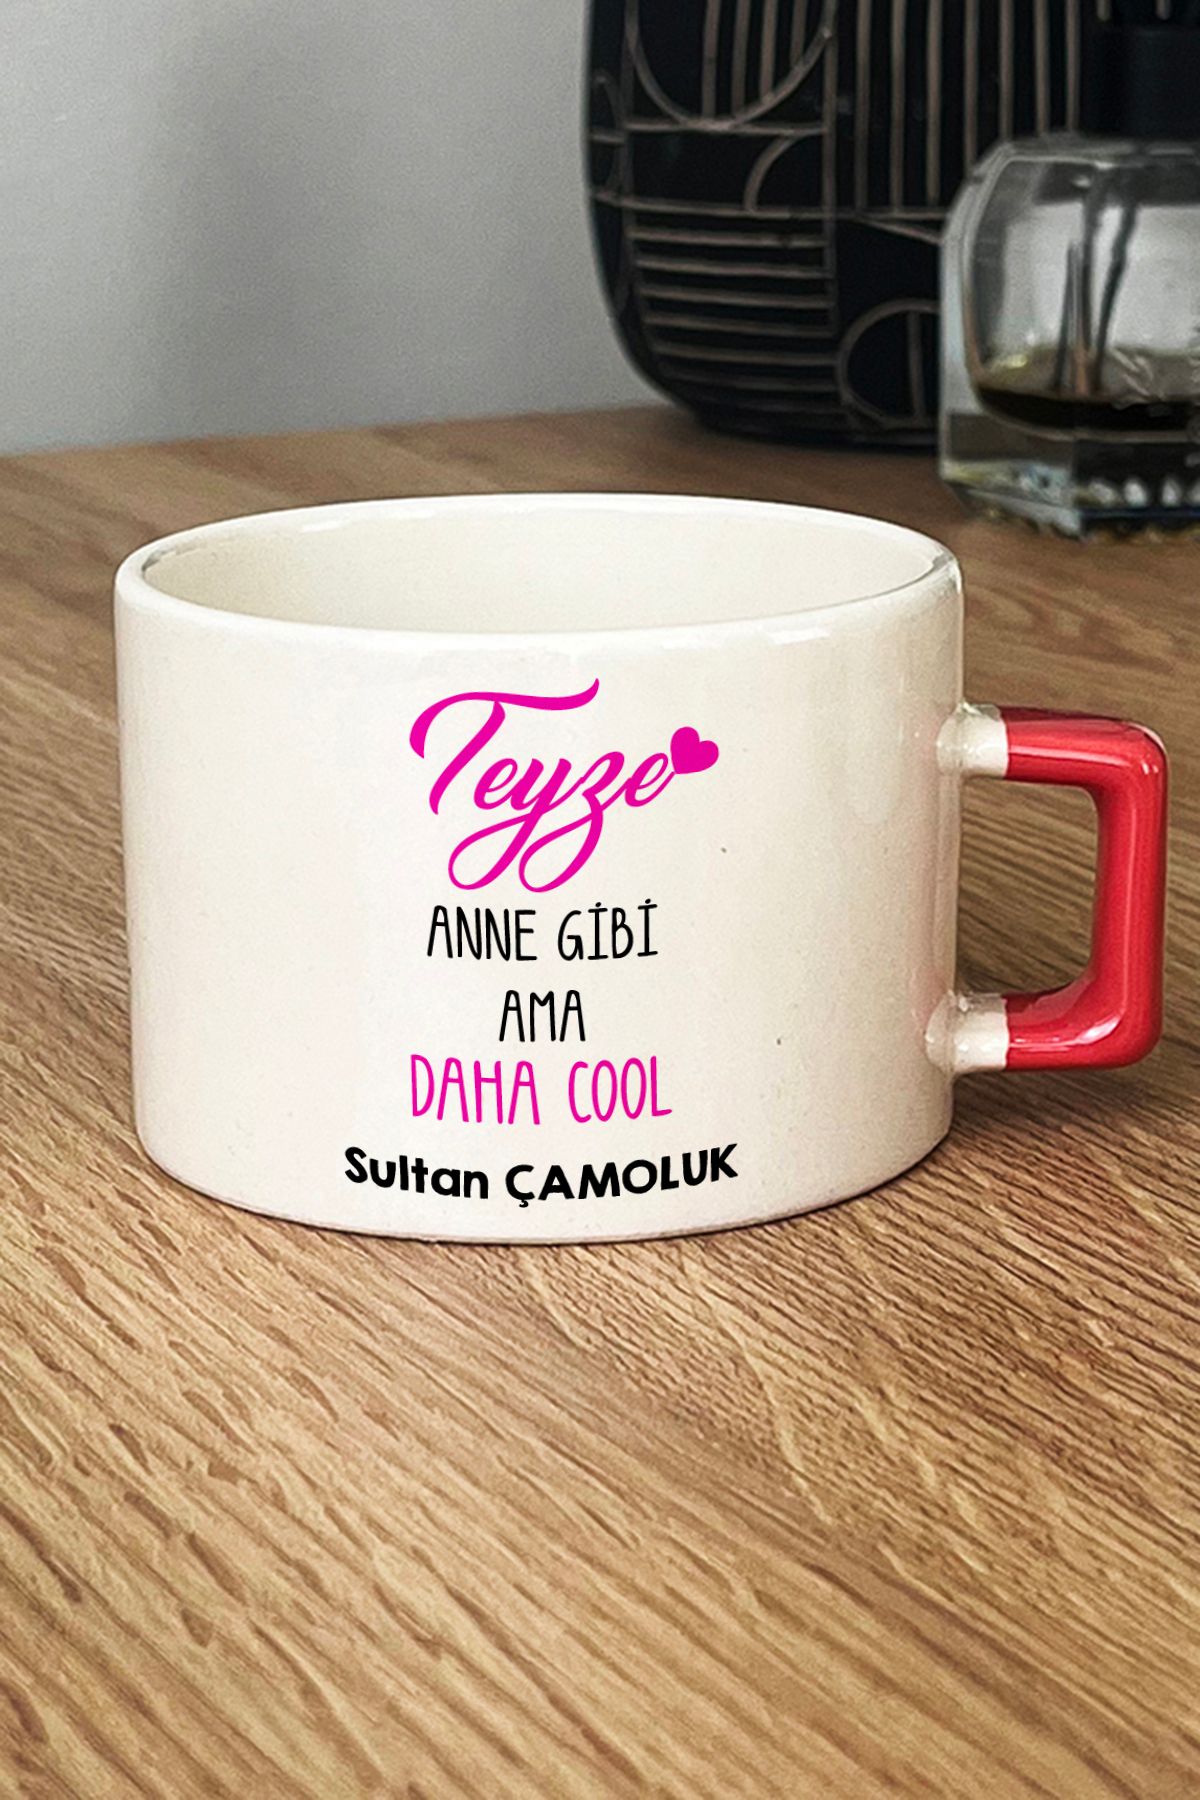 Teyze
ANNE GİBİ
AMA
DAHA COOL
Sultan ÇAMOLUK